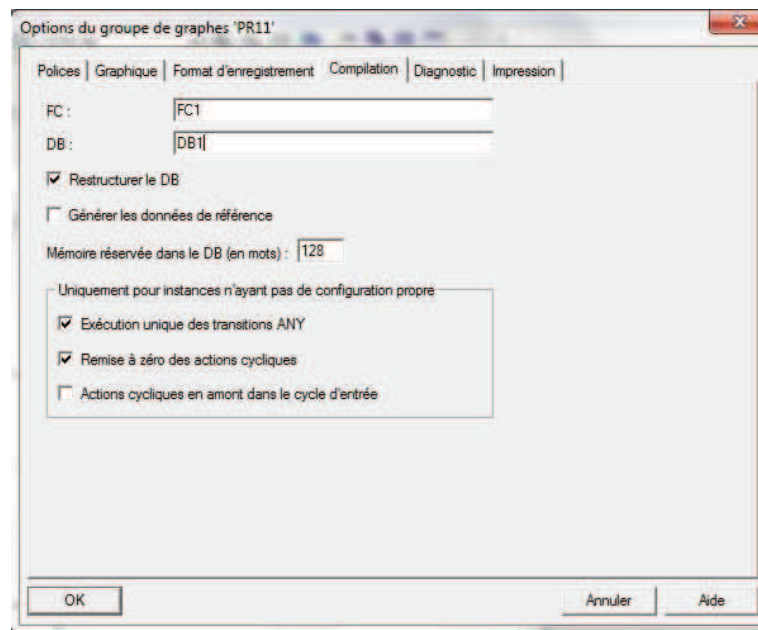 Options du groupe de graphes 'PR11'
Polices Graphique Format d'enregistrement Compilation Diagnostic Impression
FC : FC1
DB : DB1
Restructurer le DB
Générer les données de référence
Mémoire réservée dans le DB (en mots) : 128
Uniquement pour instances n'ayant pas de configuration propre
Exécution unique des transitions ANY
Remise à zéro des actions cycliques
Actions cycliques en amont dans le cycle d'entrée
OK Annuler Aide